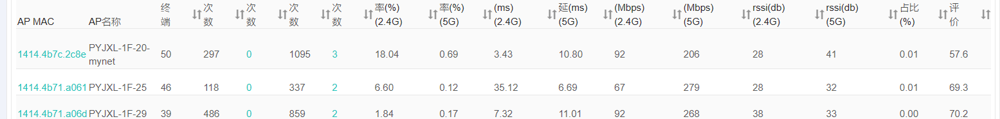 终 次 次 次 次 率(%) 率(%) (ms) 延(ms) (Mbps) (Mbps) rssi(db) rssi(db) 占比 评
AP MAC AP名称 端 数 数 数 数 (2.4G) (5G) (2.4G) (5G) (2.4G) (5G) (2.4G) (5G) (%) 价
PYJXL-1F-20-
1414.4b7c.2c8e 50 297 0 1095 3 18.04 0.69 3.43 10.80 92 206 28 41 0.01 57.6
mynet
1414.4b71.a061 PYJXL-1F-25 46 118 0 337 2 6.60 0.12 35.12 6.69 67 279 28 32 0.01 69.3
1414.4b71.a06d PYJXL-1F-29 39 486 0 859 2 1.84 0.17 7.32 11.01 92 268 38 33 0.00 70.2